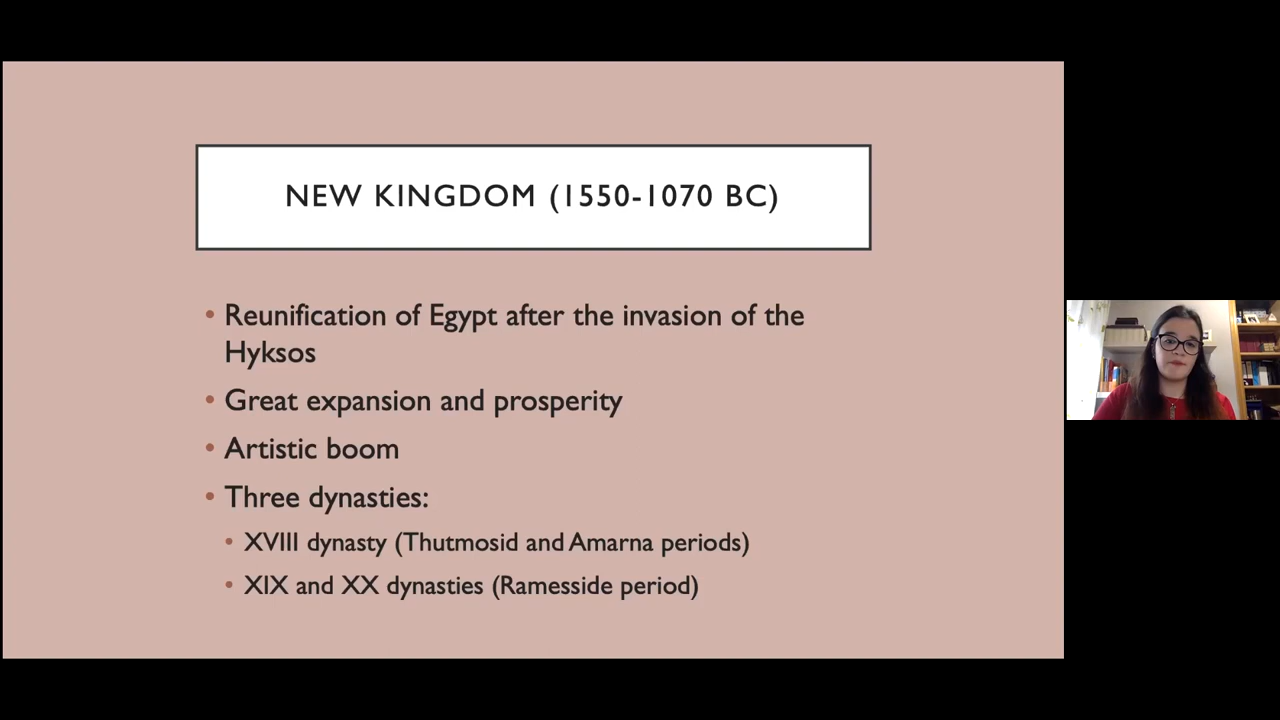 NEW KINGDOM (1550-1070 BC)
• Reunification of Egypt after the invasion of the
Hyksos
• Great expansion and prosperity
• Artistic boom
• Three dynasties:
• XVIII dynasty (Thutmosid and Amarna periods)
• XIX and XX dynasties (Ramesside period)